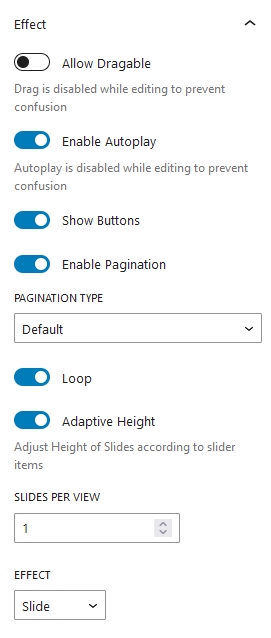 Effect
Allow Dragable
Drag is disabled while editing to prevent
confusion
Enable Autoplay
Autoplay is disabled while editing to prevent
confusion
Show Buttons
Enable Pagination
PAGINATION TYPE
Default
Loop
Adaptive Height
Adjust Height of Slides according to slider
items
SLIDES PER VIEW
1
EFFECT
Slide